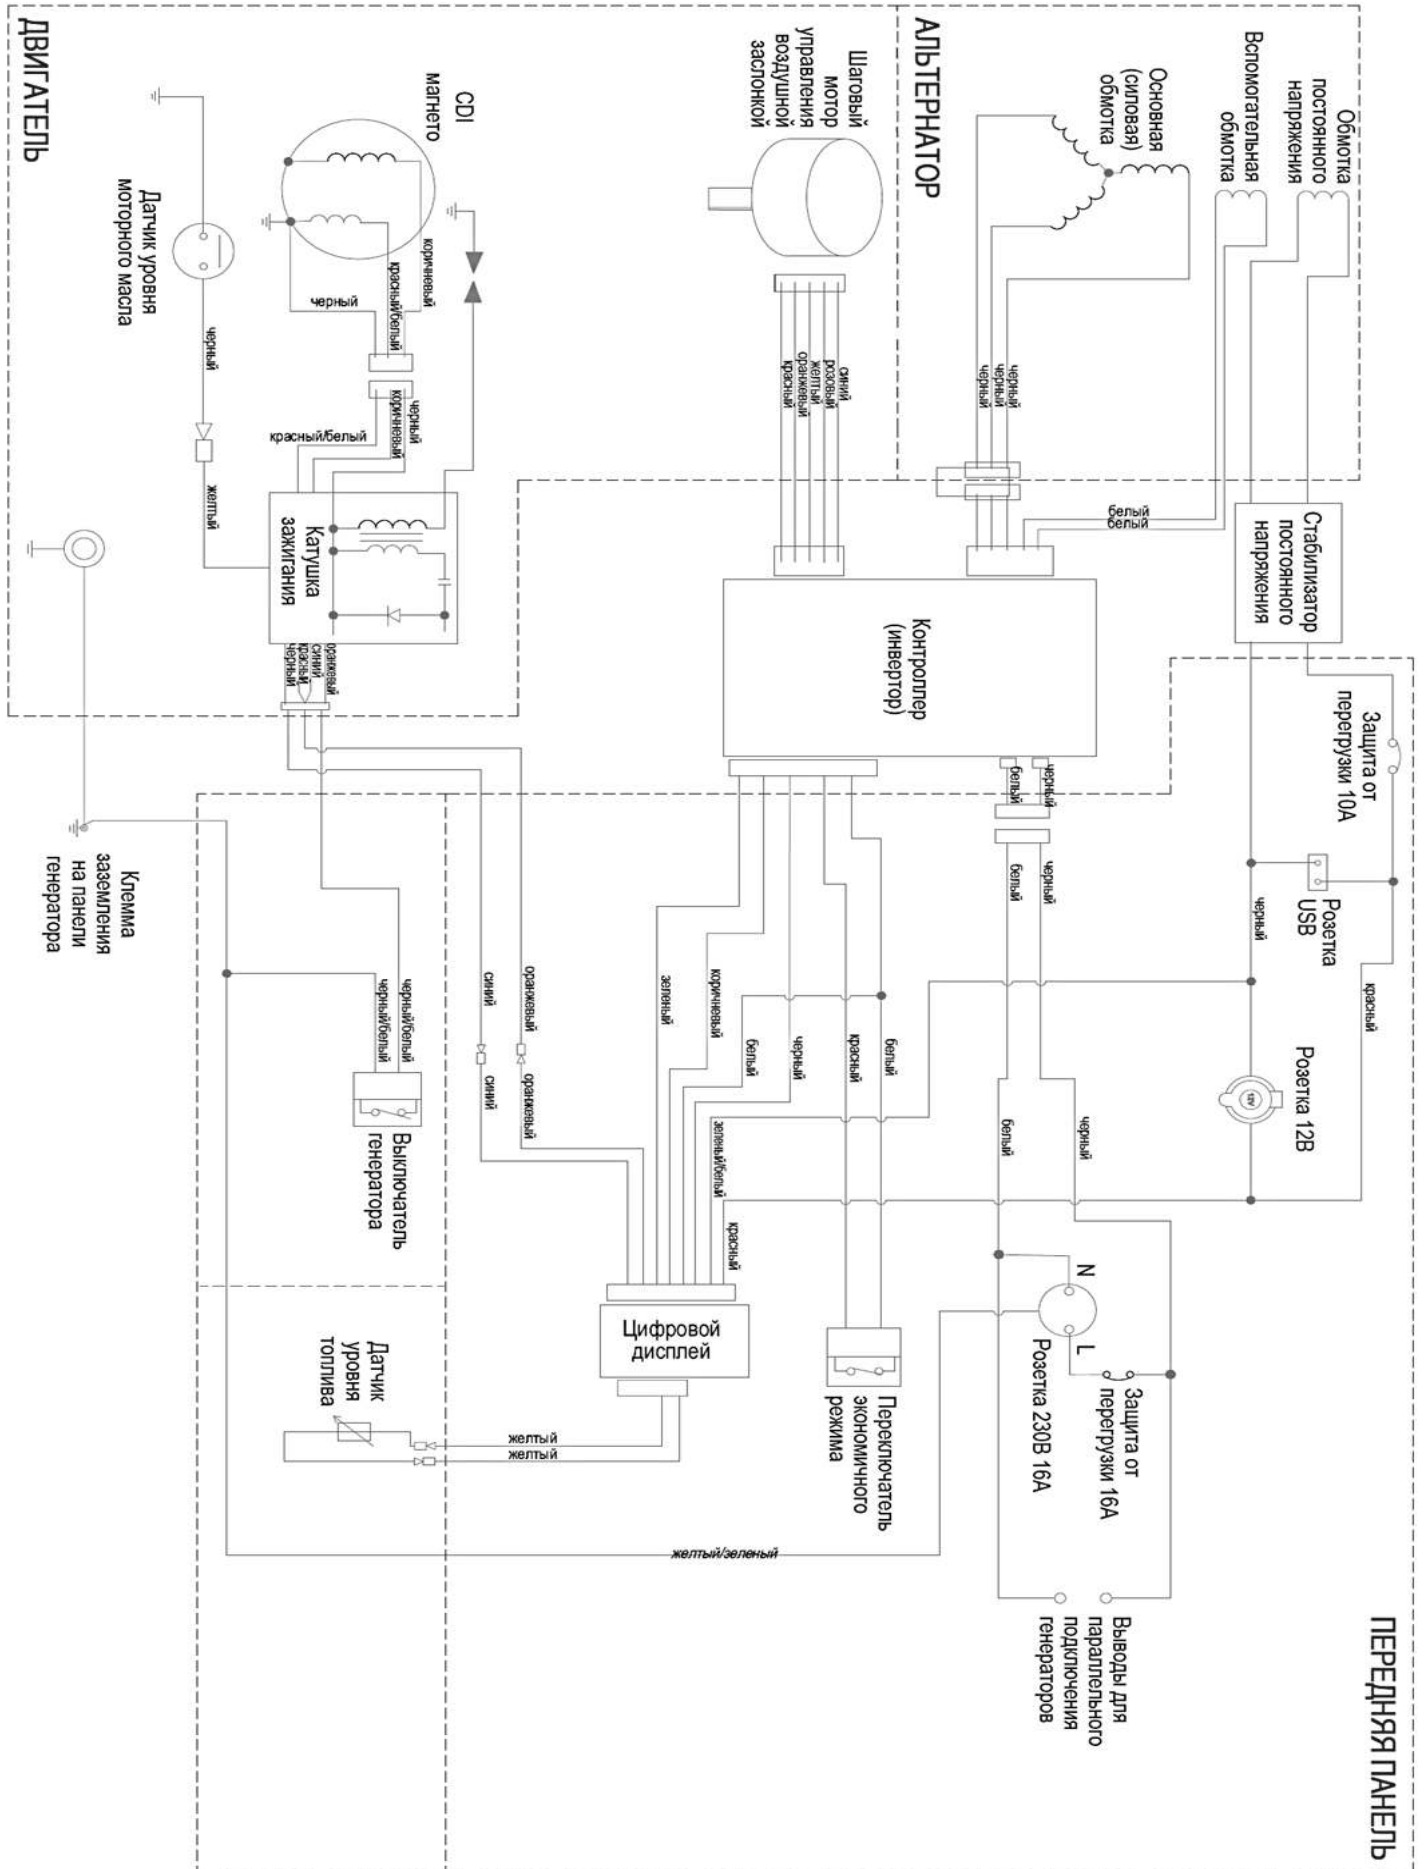 ДВИГАТЕЛЬ
CDI
магнето
черный
красный/белый
коричневый
Датчик уровня
моторного масла
черный
желтый
красный/белый
коричневый
черный
Катушка
зажигания
оранжевый
синий
красный
черный
Шаговый
мотор
управления
воздушной
заслонкой
синий
розовый
желтый
оранжевый
красный
АЛЬТЕРНАТОР
Основная
(силовая)
обмотка
Вспомогательная
обмотка
Обмотка
постоянного
напряжения
черный
черный
черный
белый
белый
Стабилизатор
постоянного
напряжения
Контроллер
(инвертор)
белый
черный
белый
черный
Защита от
перегрузки 10А
Розетка
USB
черный
красный
Розетка 12В
12V
Клемма
заземления
на панели
генератора
черный/белый
черный/белый
Выключатель
генератора
синий
оранжевый
синий
оранжевый
зеленый
коричневый
белый
черный
красный
белый
зеленый/белый
красный
белый
черный
Цифровой
дисплей
Переключатель
экономичного
режима
N
L
Розетка 230В 16А
Защита от
перегрузки 16А
Датчик
уровня
топлива
желтый
желтый
желтый/зеленый
Выводы для
параллельного
подключения
генераторов
ПЕРЕДНЯЯ ПАНЕЛЬ